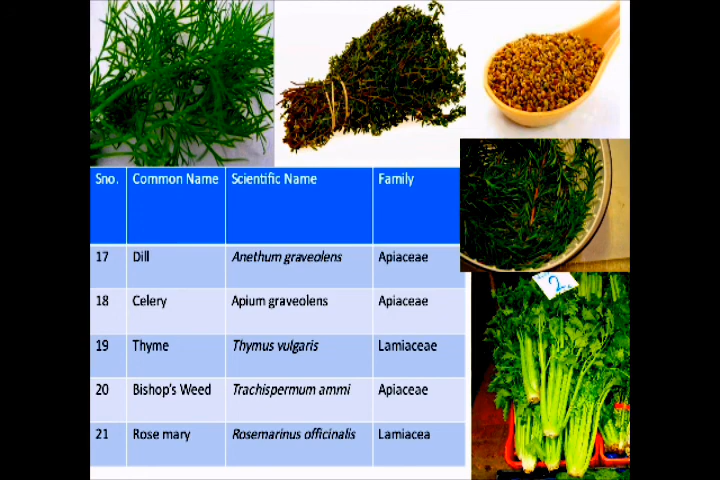 Sno. Common Name Scientific Name Family
17 Dill Anethum graveolens Apiaceae
18 Celery Apium graveolens Apiaceae
19 Thyme Thymus vulgaris Lamiaceae
20 Bishop's Weed Trachispermum ammi Apiaceae
21 Rose mary Rosemarinus officinalis Lamiacea
2